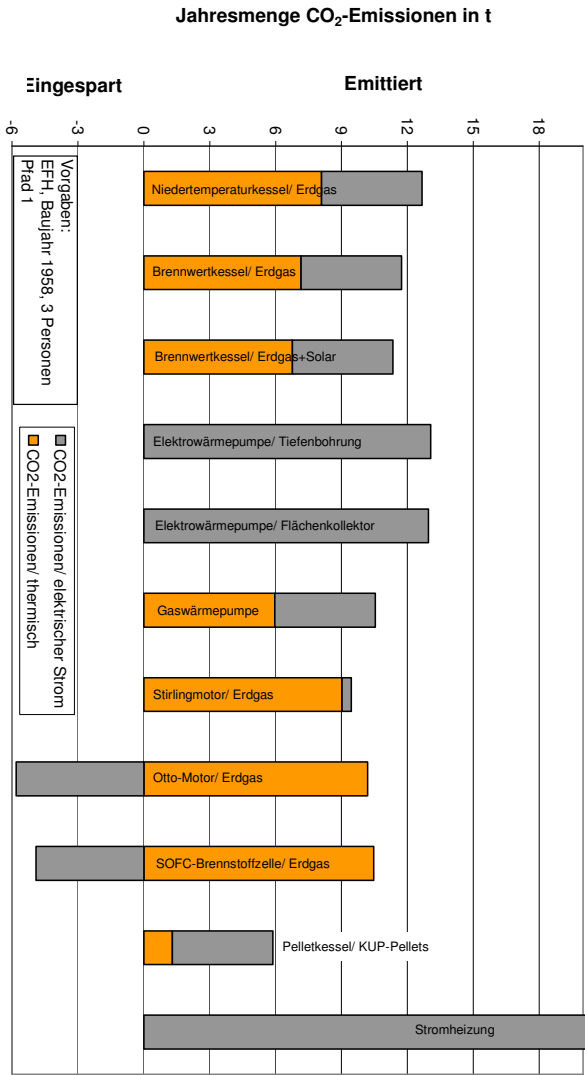 Jahresmenge CO₂-Emissionen in t
Eingespart
Emittiert
-6
-3
0
3
6
9
12
15
18
Niedertemperaturkessel/ Erdgas
Brennwertkessel/ Erdgas
Brennwertkessel/ Erdgas+Solar
Elektrowärmepumpe/ Tiefenbohrung
Elektrowärmepumpe/ Flächenkollektor
Gaswärmepumpe
Stirlingmotor/ Erdgas
Otto-Motor/ Erdgas
SOFC-Brennstoffzelle/ Erdgas
Pelletkessel/ KUP-Pellets
Stromheizung
Vorgaben:
EFH, Baujahr 1958, 3 Personen
Pfad 1
CO2-Emissionen/ elektrischer Strom
CO2-Emissionen/ thermisch